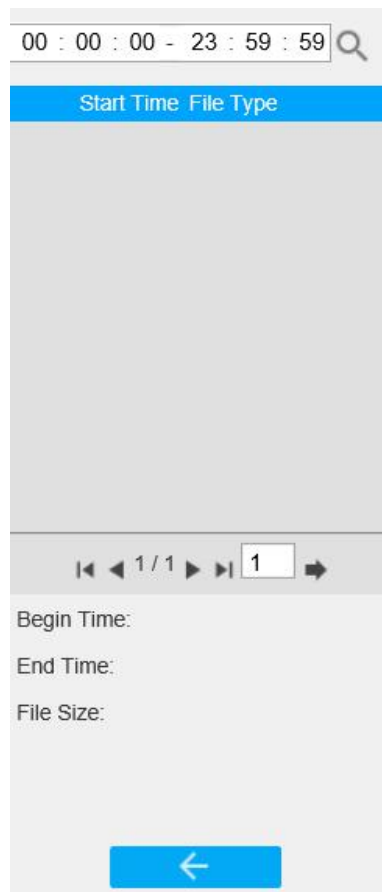 00 : 00 : 00 - 23 : 59 : 59
Start Time File Type
1 / 1 1
Begin Time:
End Time:
File Size: